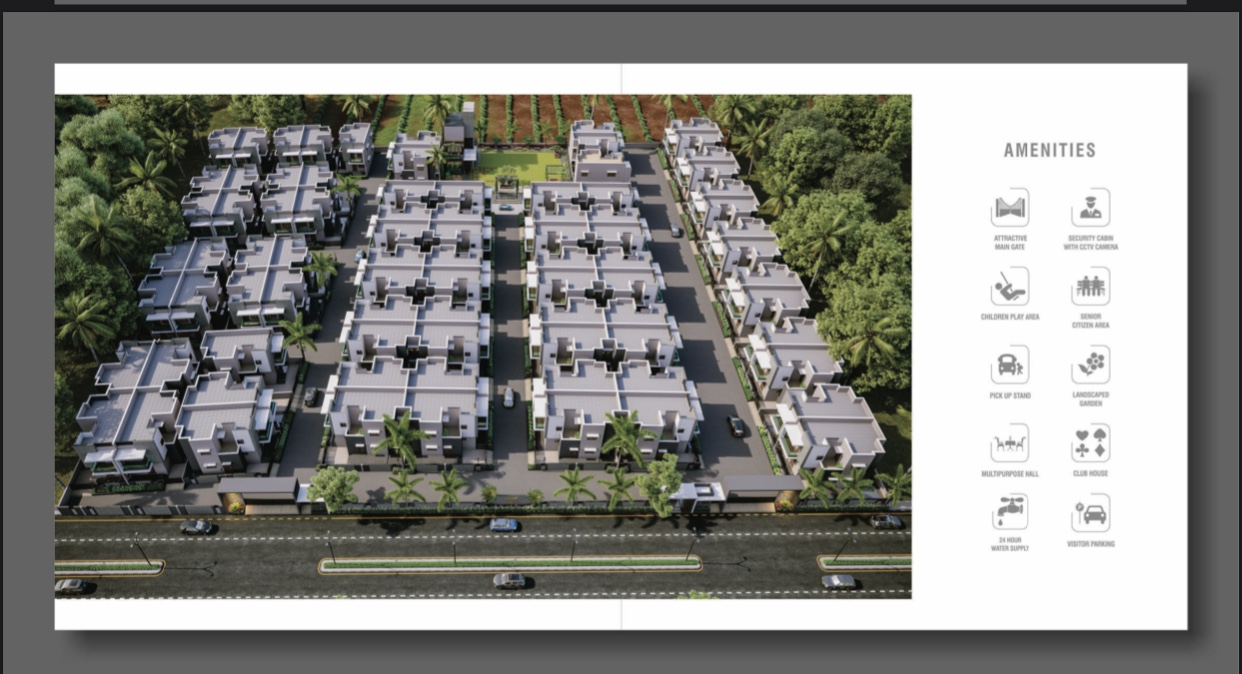 AMENITIES
ATTRACTIVE
MAIN GATE
SECURITY CABIN
WITH CCTV CAMERA
CHILDREN PLAY AREA
SENIOR
CITIZEN AREA
PICK UP STAND
LANDSCAPED
GARDEN
MULTIPURPOSE HALL
CLUB HOUSE
24 HOUR
WATER SUPPLY
VISITOR PARKING